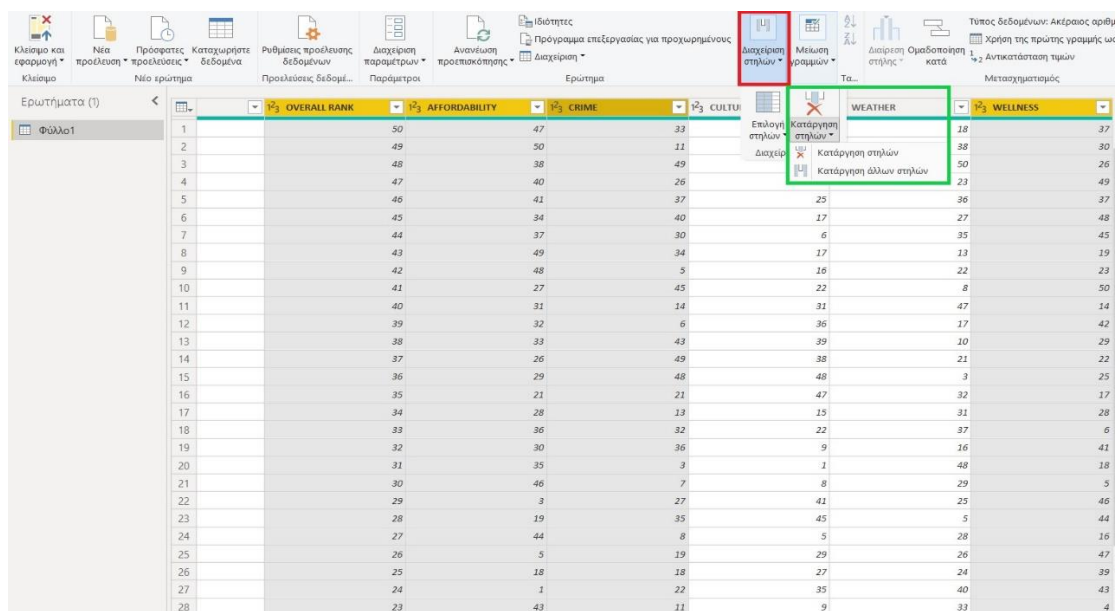 Κλείσιμο και εφαρμογή
Νέα προέλευση
Πρόσφατες προελεύσεις
Καταχωρήστε δεδομένα
Ρυθμίσεις προέλευσης δεδομένων
Διαχείριση παραμέτρων
Ανανέωση προεπισκόπησης
Ιδιότητες
Πρόγραμμα επεξεργασίας για προχωρημένους
Διαχείριση
Διαχείριση στηλών
Μείωση γραμμών
Διαίρεση στήλης
Ομαδοποίηση κατά
Τύπος δεδομένων: Ακέραιος
Χρήση της πρώτης γραμμής
Αντικατάσταση τιμών
Κλείσιμο
Νέο ερώτημα
Προελεύσεις δεδομέ...
Παράμετροι
Ερώτημα
Τα...
Μετασχηματισμός
Ερωτήματα (1)
Φύλλο1
OVERALL RANK AFFORDABILITY CRIME WEATHER WELLNESS
Επιλογή στηλών
Κατάργηση στηλών
Κατάργηση στηλών
Κατάργηση άλλων στηλών
1 50 47 33 18 37
2 49 50 11 38 30
3 48 38 49 50 26
4 47 40 26 23 49
5 46 41 37 25 36 37
6 45 34 40 17 27 48
7 44 37 30 6 35 45
8 43 49 34 17 13 19
9 42 48 5 16 22 23
10 41 27 45 22 8 50
11 40 31 14 31 47 14
12 39 32 6 36 17 42
13 38 33 43 39 10 29
14 37 26 49 38 21 22
15 36 29 48 48 3 25
16 35 21 21 47 32 17
17 34 28 13 15 31 28
18 33 36 32 22 37 6
19 32 30 36 9 16 41
20 31 35 3 1 48 18
21 30 46 7 8 29 5
22 29 3 27 41 25 46
23 28 19 35 45 5 44
24 27 44 8 5 28 16
25 26 5 19 29 26 47
26 25 18 18 27 24 39
27 24 1 22 35 40 43
28 23 43 11 9 33 4